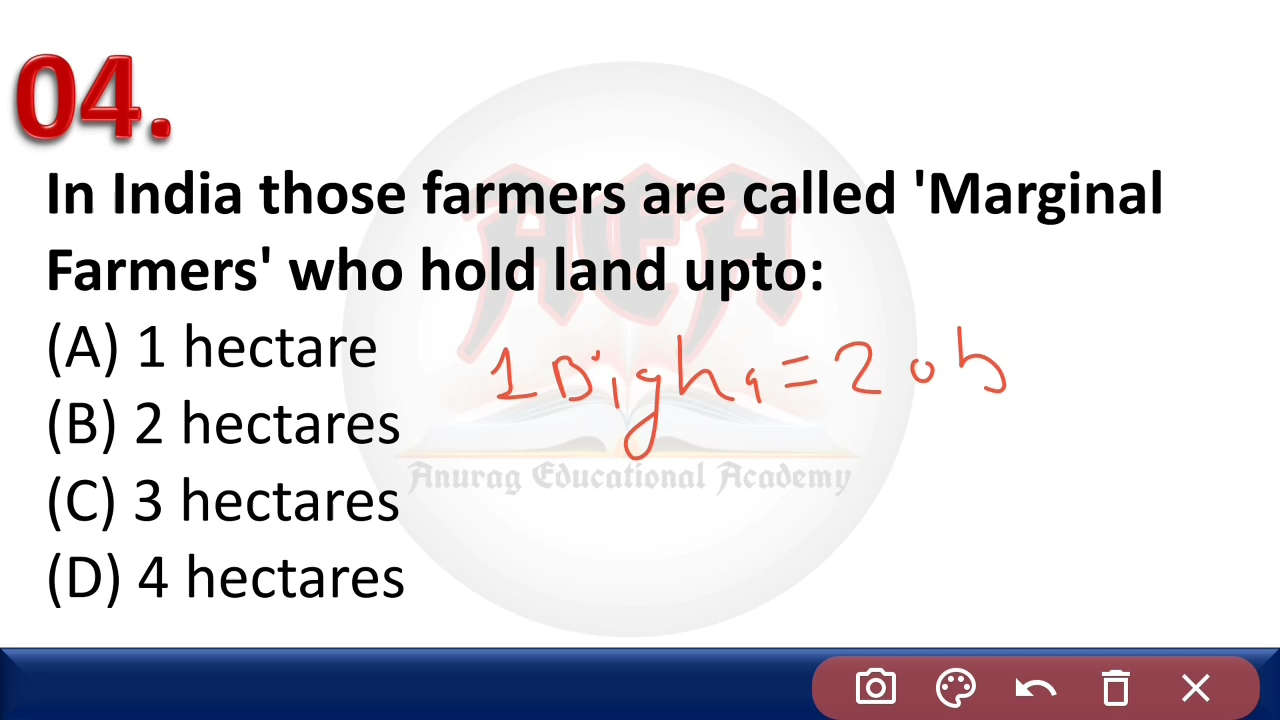 04.
In India those farmers are called 'Marginal
Farmers' who hold land upto:
(A) 1 hectare
(B) 2 hectares
(C) 3 hectares
(D) 4 hectares
1 Bigha = 20
AEA
Anurag Educational Academy